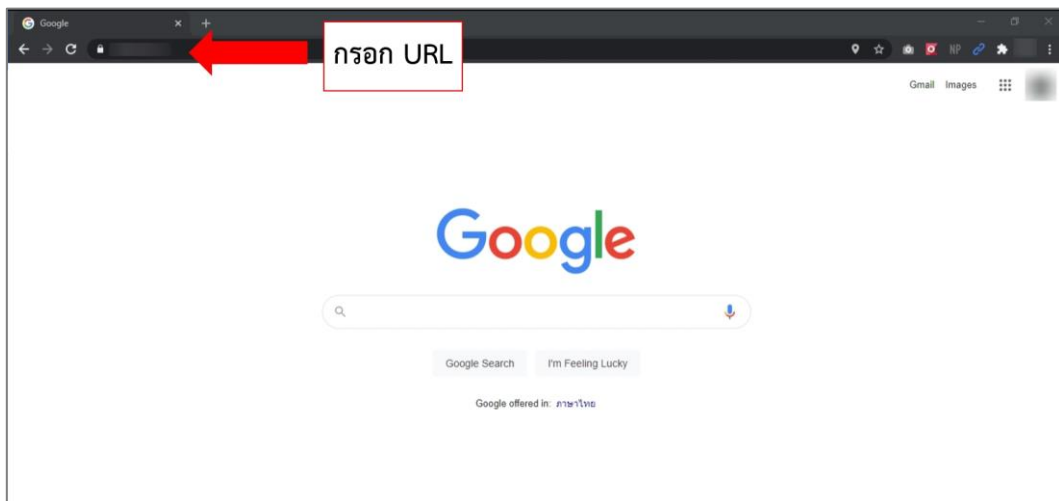 Google
กรอก URL
NP
Gmail Images
Google
Google Search I'm Feeling Lucky
Google offered in: ภาษาไทย